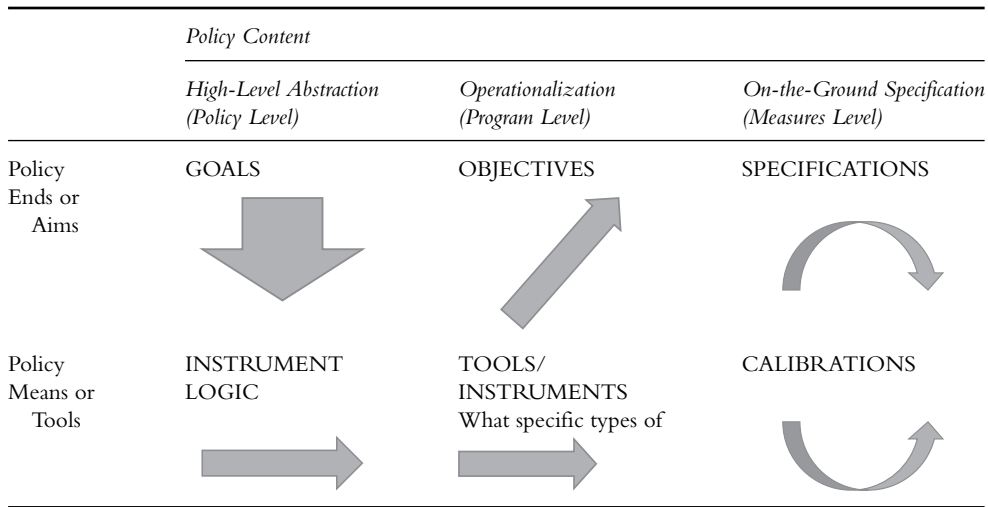 Policy Content
High-Level Abstraction
(Policy Level)
Operationalization
(Program Level)
On-the-Ground Specification
(Measures Level)
Policy
Ends or
Aims
GOALS
OBJECTIVES
SPECIFICATIONS
Policy
Means or
Tools
INSTRUMENT
LOGIC
TOOLS/
INSTRUMENTS
What specific types of
CALIBRATIONS